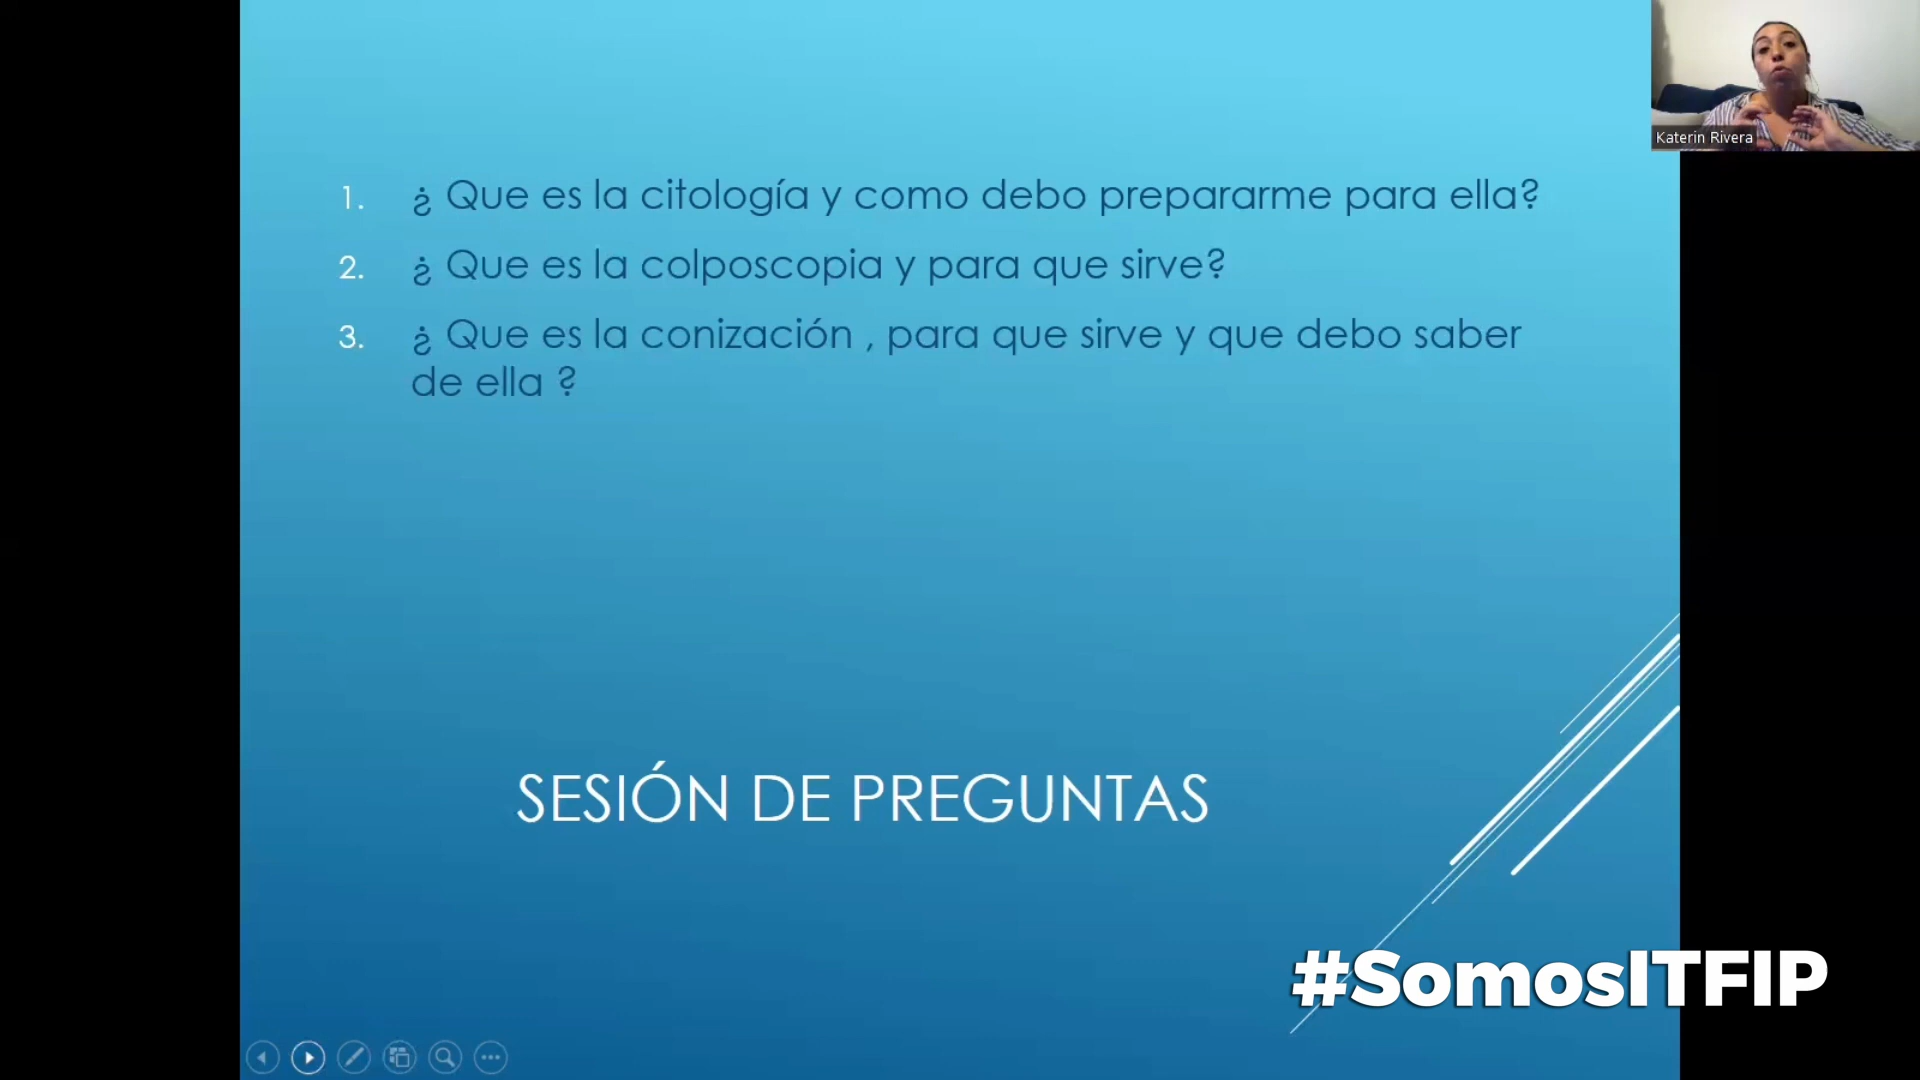 1. ¿ Que es la citología y como debo prepararme para ella?
2. ¿ Que es la colposcopia y para que sirve?
3. ¿ Que es la conización , para que sirve y que debo saber
de ella ?
SESIÓN DE PREGUNTAS
Katerin Rivera
#SomosITFIP